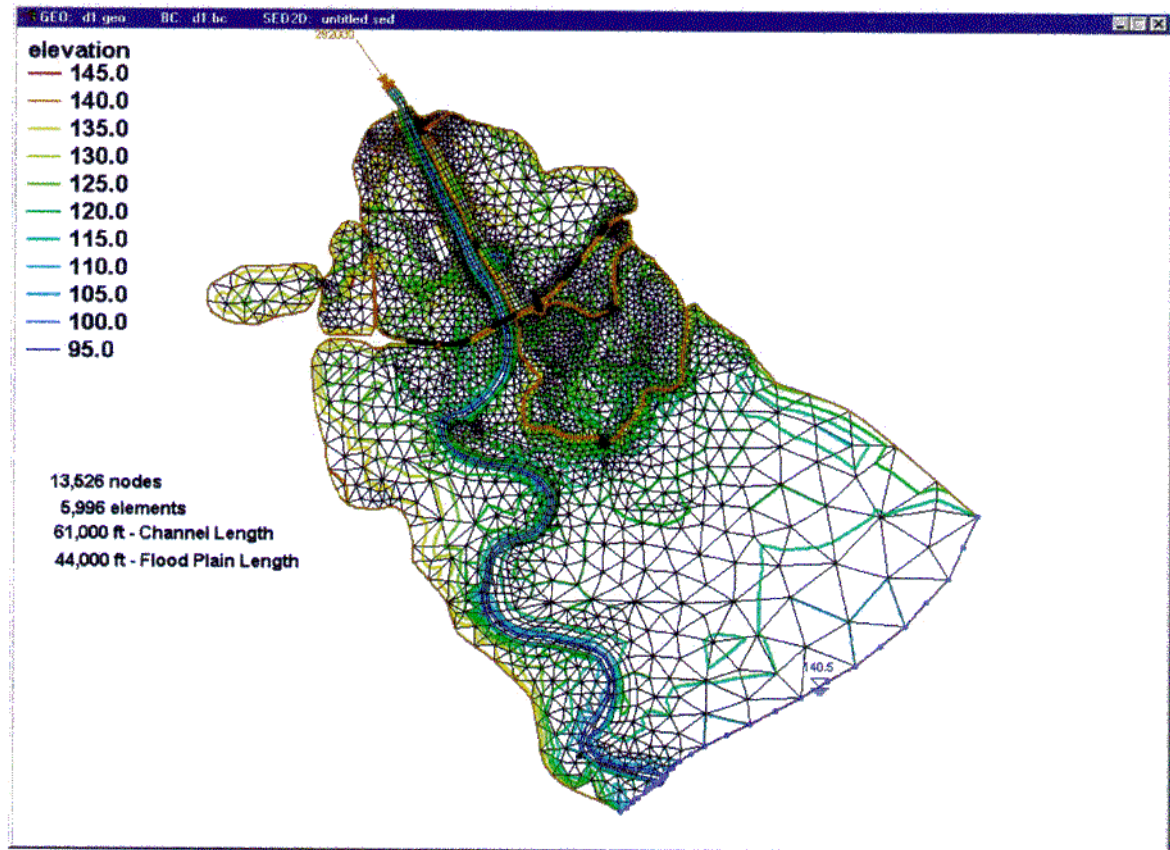 GEO: d1.geo BC: d1.bc SED2D: untitled.sed
292000
elevation
145.0
140.0
135.0
130.0
125.0
120.0
115.0
110.0
105.0
100.0
95.0
13,526 nodes
5,996 elements
61,000 ft - Channel Length
44,000 ft - Flood Plain Length
140.5